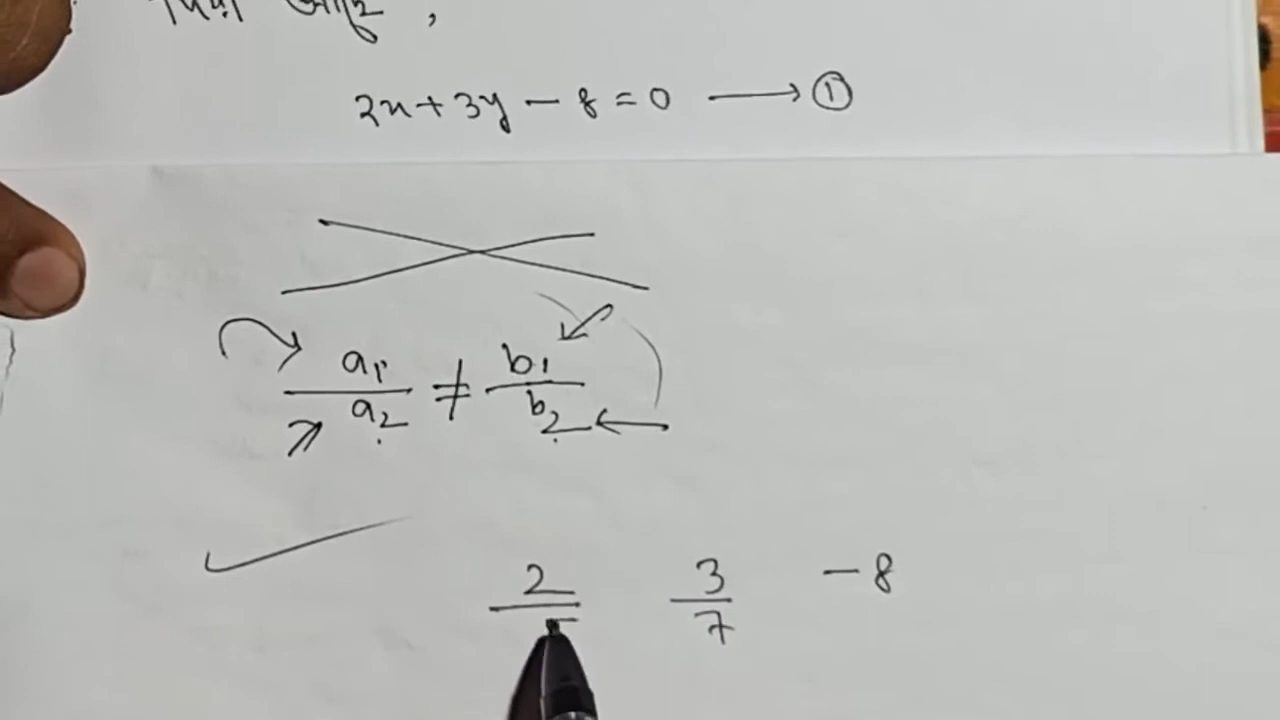 2x + 3y - 8 = 0 ⟶ ①
a₁/a₂ ≠ b₁/b₂
2 3/7 - 8